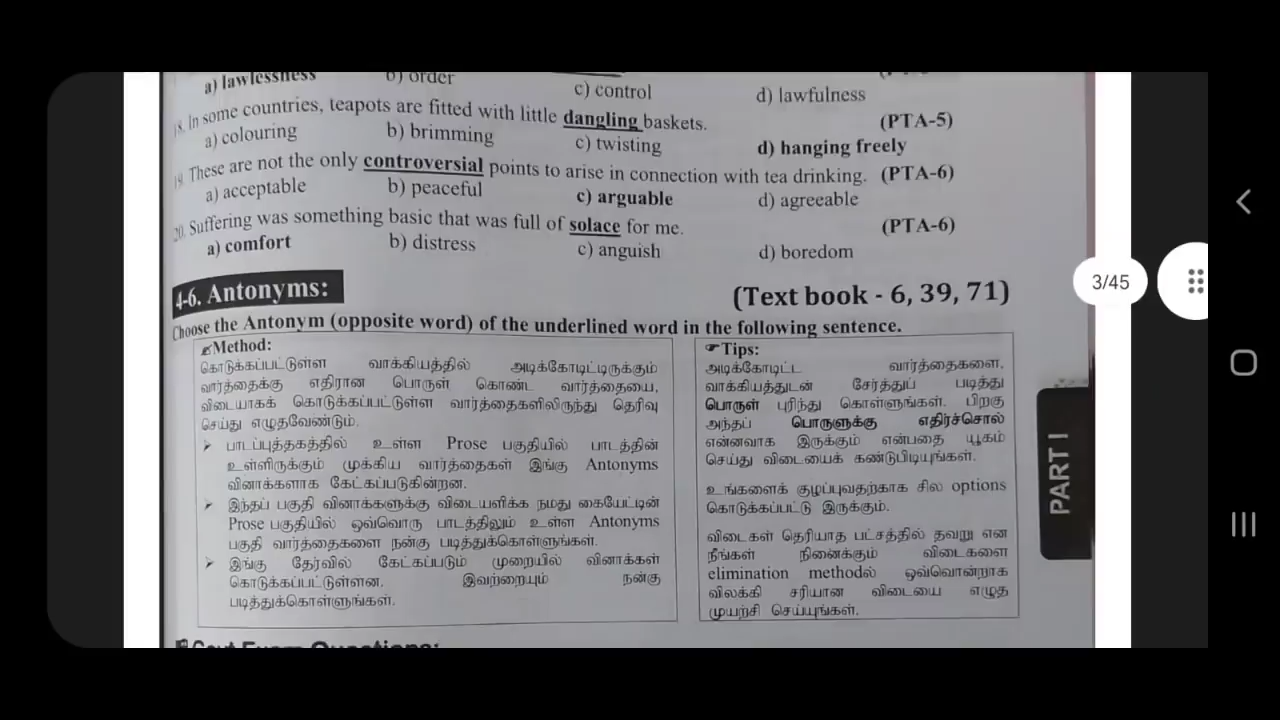 a) lawlessness b) order c) control d) lawfulness
18. In some countries, teapots are fitted with little dangling baskets. (PTA-5)
a) colouring b) brimming c) twisting d) hanging freely
19. These are not the only controversial points to arise in connection with tea drinking. (PTA-6)
a) acceptable b) peaceful c) arguable d) agreeable
20. Suffering was something basic that was full of solace for me. (PTA-6)
a) comfort b) distress c) anguish d) boredom
4-6. Antonyms: (Text book - 6, 39, 71)
Choose the Antonym (opposite word) of the underlined word in the following sentence.
Method:
கொடுக்கப்பட்டுள்ள வாக்கியத்தில் அடிக்கோடிட்டிருக்கும்
வார்த்தைக்கு எதிரான பொருள் கொண்ட வார்த்தையை,
விடையாகக் கொடுக்கப்பட்டுள்ள வார்த்தைகளிலிருந்து தெரிவு
செய்து எழுதவேண்டும்.
➢ பாடப்புத்தகத்தில் உள்ள Prose பகுதியில் பாடத்தின்
உள்ளிருக்கும் முக்கிய வார்த்தைகள் இங்கு Antonyms
வினாக்களாக கேட்கப்படுகின்றன.
➢ இந்தப் பகுதி வினாக்களுக்கு விடையளிக்க நமது கையேட்டின்
Prose பகுதியில் ஒவ்வொரு பாடத்திலும் உள்ள Antonyms
பகுதி வார்த்தைகளை நன்கு படித்துக்கொள்ளுங்கள்.
➢ இங்கு தேர்வில் கேட்கப்படும் முறையில் வினாக்கள்
கொடுக்கப்பட்டுள்ளன. இவற்றையும் நன்கு
படித்துக்கொள்ளுங்கள்.
Tips:
அடிக்கோடிட்ட வார்த்தைகளை,
வாக்கியத்துடன் சேர்த்துப் படித்து
பொருள் புரிந்து கொள்ளுங்கள். பிறகு
அந்தப் பொருளுக்கு எதிர்ச்சொல்
என்னவாக இருக்கும் என்பதை யூகம்
செய்து விடையைக் கண்டுபிடியுங்கள்.
உங்களைக் குழப்புவதற்காக சில options
கொடுக்கப்பட்டு இருக்கும்.
விடைகள் தெரியாத பட்சத்தில் தவறு என
நீங்கள் நினைக்கும் விடைகளை
elimination methodல் ஒவ்வொன்றாக
விலக்கி சரியான விடையை எழுத
முயற்சி செய்யுங்கள்.
PART I
3/45
Govt Exam Questions: